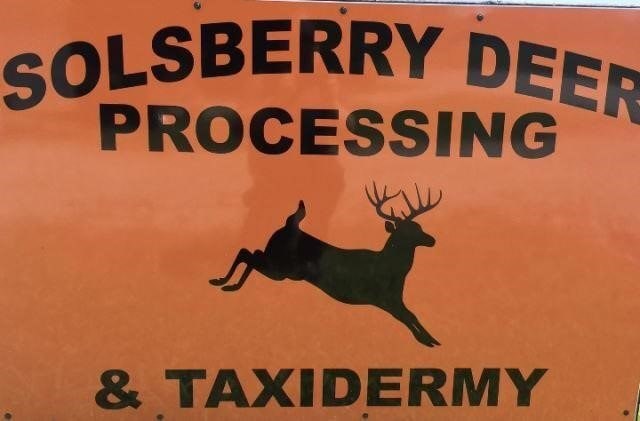 SOLSBERRY DEER
PROCESSING
& TAXIDERMY